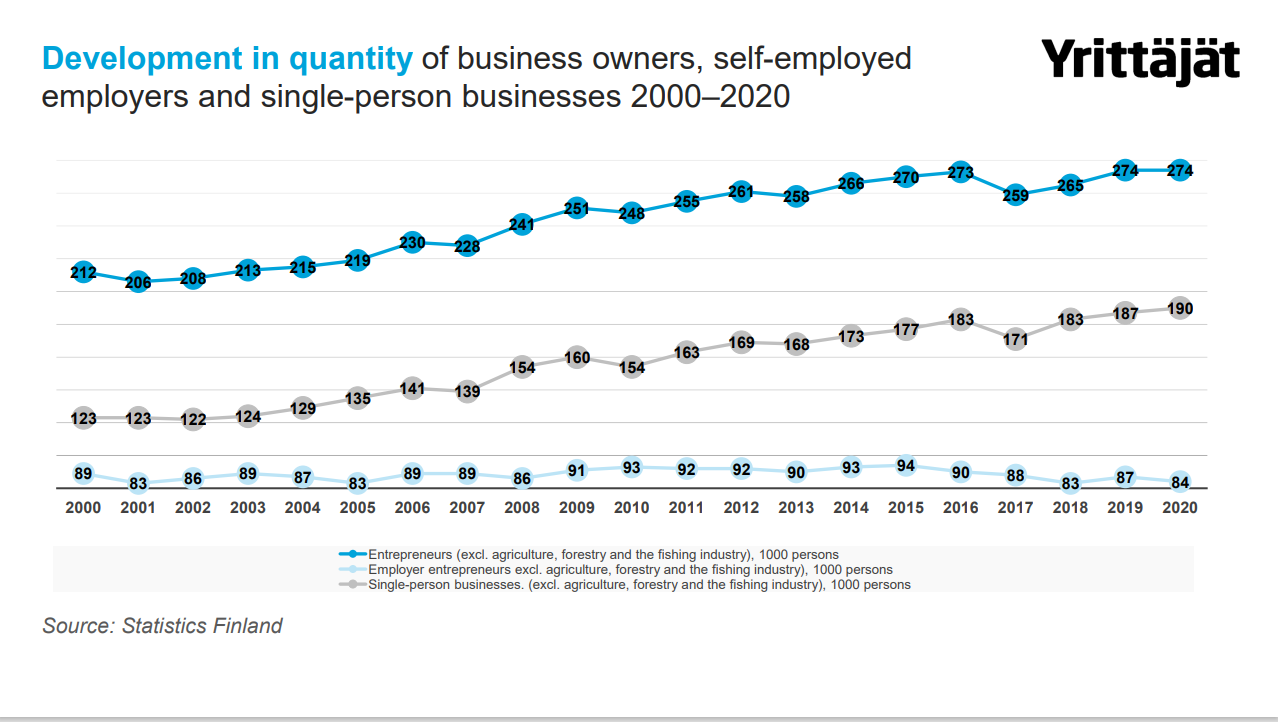 Development in quantity of business owners, self-employed
employers and single-person businesses 2000–2020
Yrittäjät
212 206 208 213 215 219 230 228 241 251 248 255 261 258 266 270 273 259 265 274 274
123 123 122 124 129 135 141 139 154 160 154 163 169 168 173 177 183 171 183 187 190
89 83 86 89 87 83 89 89 86 91 93 92 92 90 93 94 90 88 83 87 84
2000 2001 2002 2003 2004 2005 2006 2007 2008 2009 2010 2011 2012 2013 2014 2015 2016 2017 2018 2019 2020
Entrepreneurs (excl. agriculture, forestry and the fishing industry), 1000 persons
Employer entrepreneurs excl. agriculture, forestry and the fishing industry), 1000 persons
Single-person businesses. (excl. agriculture, forestry and the fishing industry), 1000 persons
Source: Statistics Finland